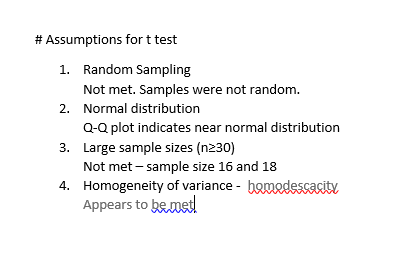 # Assumptions for t test
1. Random Sampling
Not met. Samples were not random.
2. Normal distribution
Q-Q plot indicates near normal distribution
3. Large sample sizes (n≥30)
Not met – sample size 16 and 18
4. Homogeneity of variance - homodescacity
Appears to be met